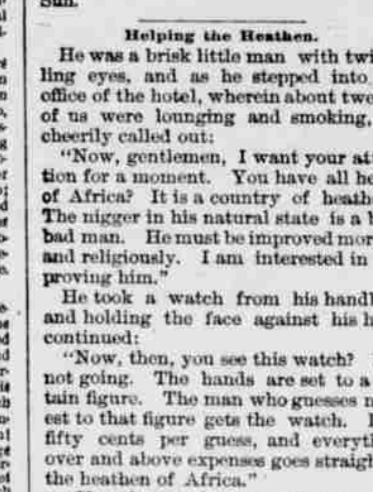 Sun.
Helping the Heathen.
He was a brisk little man with twi
ling eyes, and as he stepped into
office of the hotel, wherein about twe
of us were lounging and smoking,
cheerily called out:
"Now, gentlemen, I want your at
tion for a moment. You have all he
of Africa? It is a country of heath
The nigger in his natural state is a b
bad man. He must be improved mor
and religiously. I am interested in
proving him."
He took a watch from his hand
and holding the face against his h
continued:
"Now, then, you see this watch?
not going. The hands are set to a
tain figure. The man who guesses n
est to that figure gets the watch. I
fifty cents per guess, and everyth
over and above expenses goes straigh
the heathen of Africa."